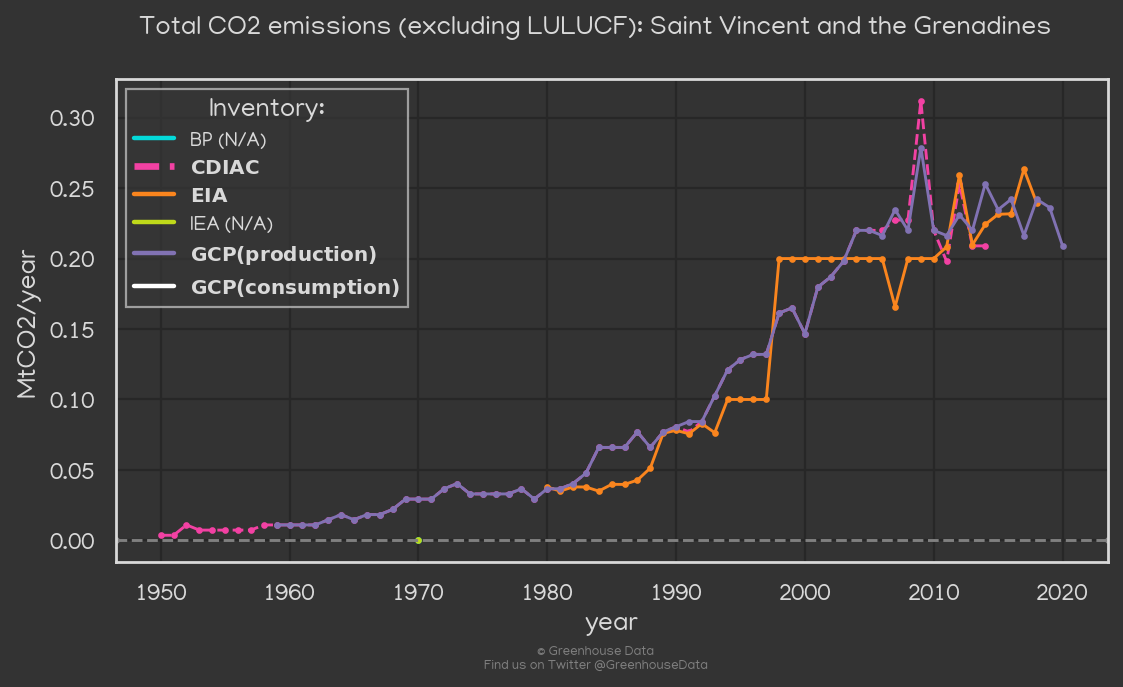 Total CO2 emissions (excluding LULUCF): Saint Vincent and the Grenadines
Inventory:
BP (N/A)
CDIAC
EIA
IEA (N/A)
GCP(production)
GCP(consumption)
MtCO2/year
0.30
0.25
0.20
0.15
0.10
0.05
0.00
1950 1960 1970 1980 1990 2000 2010 2020
year
© Greenhouse Data
Find us on Twitter @GreenhouseData